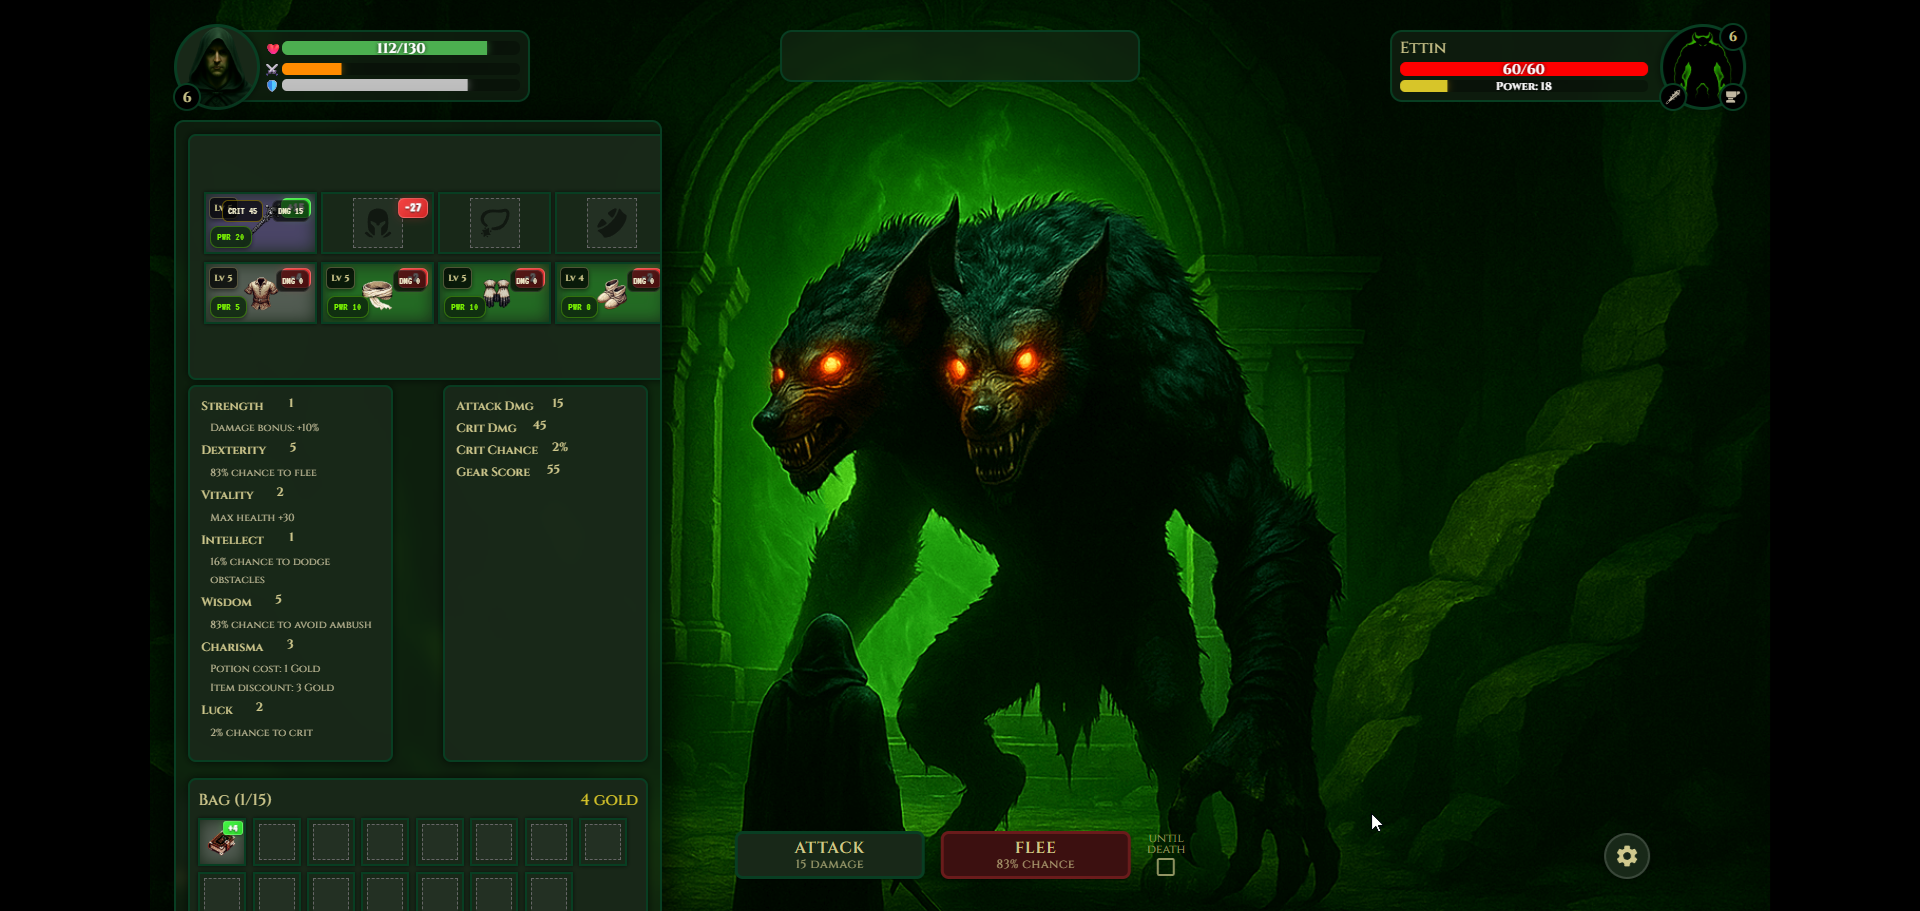 112/130
6
Ettin
60/60
Power: 18
6
CRIT 45
DMG 15
PWR 20
-27
Lv 5
DMG 0
PWR 5
Lv 5
DMG 0
PWR 10
Lv 5
DMG 0
PWR 10
Lv 4
DMG 0
PWR 8
Strength 1
Damage bonus: +10%
Dexterity 5
83% chance to flee
Vitality 2
Max health +30
Intellect 1
16% chance to dodge
obstacles
Wisdom 5
83% chance to avoid ambush
Charisma 3
Potion cost: 1 Gold
Item discount: 3 Gold
Luck 2
2% chance to crit
Attack Dmg 15
Crit Dmg 45
Crit Chance 2%
Gear Score 55
Bag (1/15)
4 GOLD
+4
ATTACK
15 DAMAGE
FLEE
83% CHANCE
UNTIL
DEATH